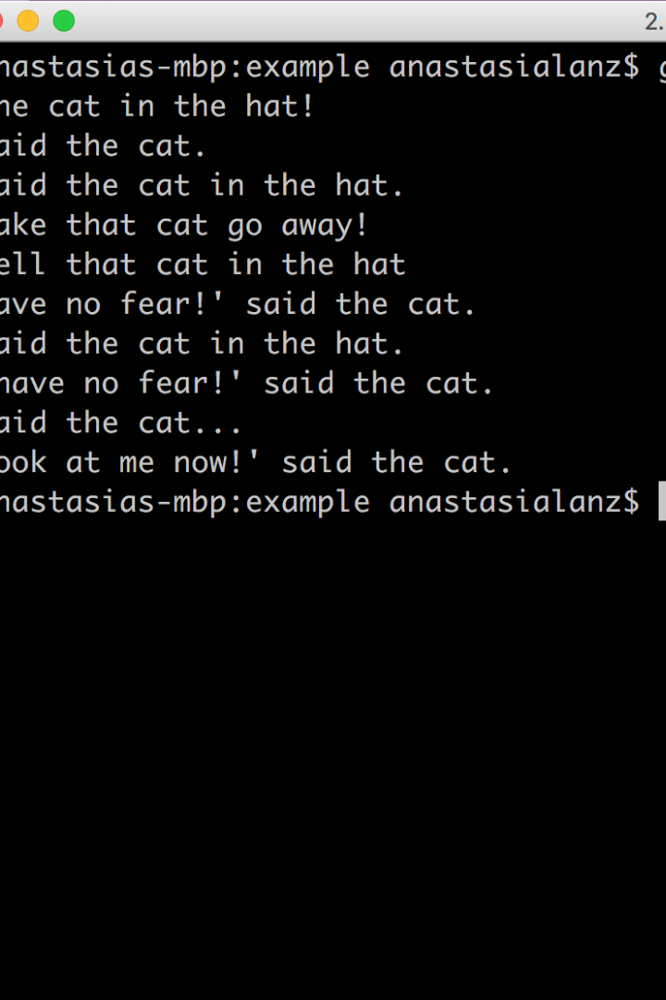 2.
nastasias-mbp:example anastasialanz$ g
he cat in the hat!
aid the cat.
aid the cat in the hat.
ake that cat go away!
ell that cat in the hat
ave no fear!' said the cat.
aid the cat in the hat.
have no fear!' said the cat.
aid the cat...
ook at me now!' said the cat.
nastasias-mbp:example anastasialanz$